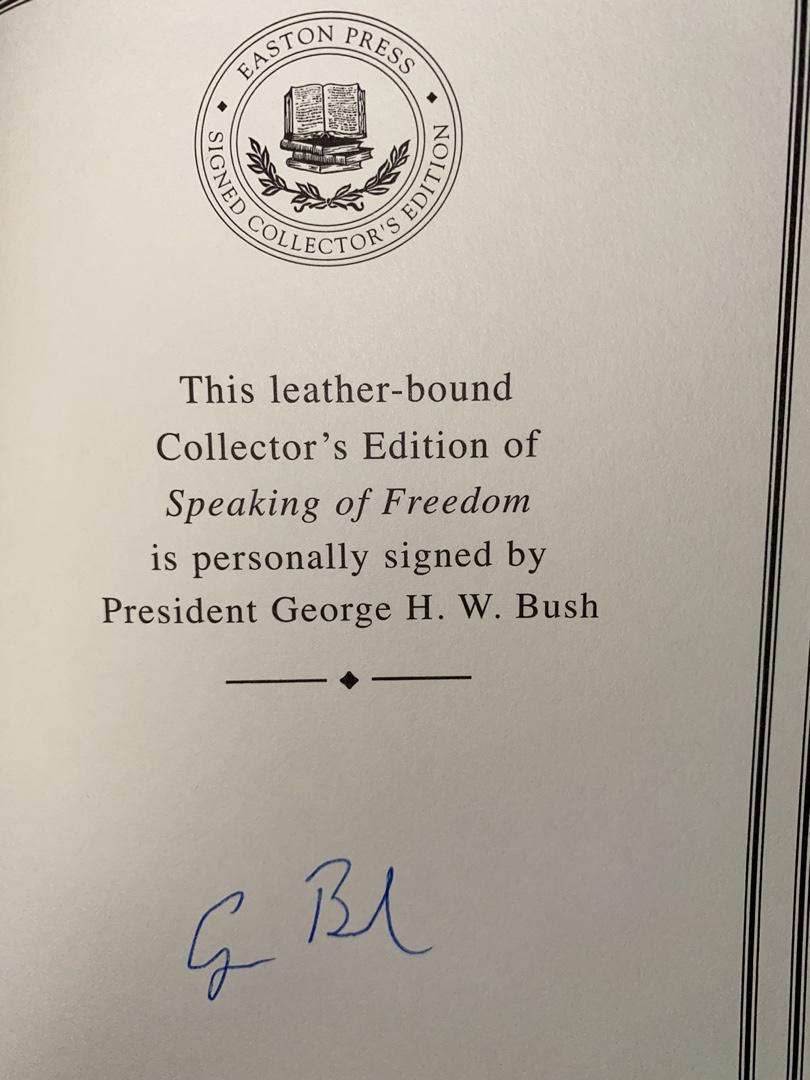 EASTON PRESS
SIGNED COLLECTOR'S EDITION
This leather-bound
Collector’s Edition of
Speaking of Freedom
is personally signed by
President George H. W. Bush